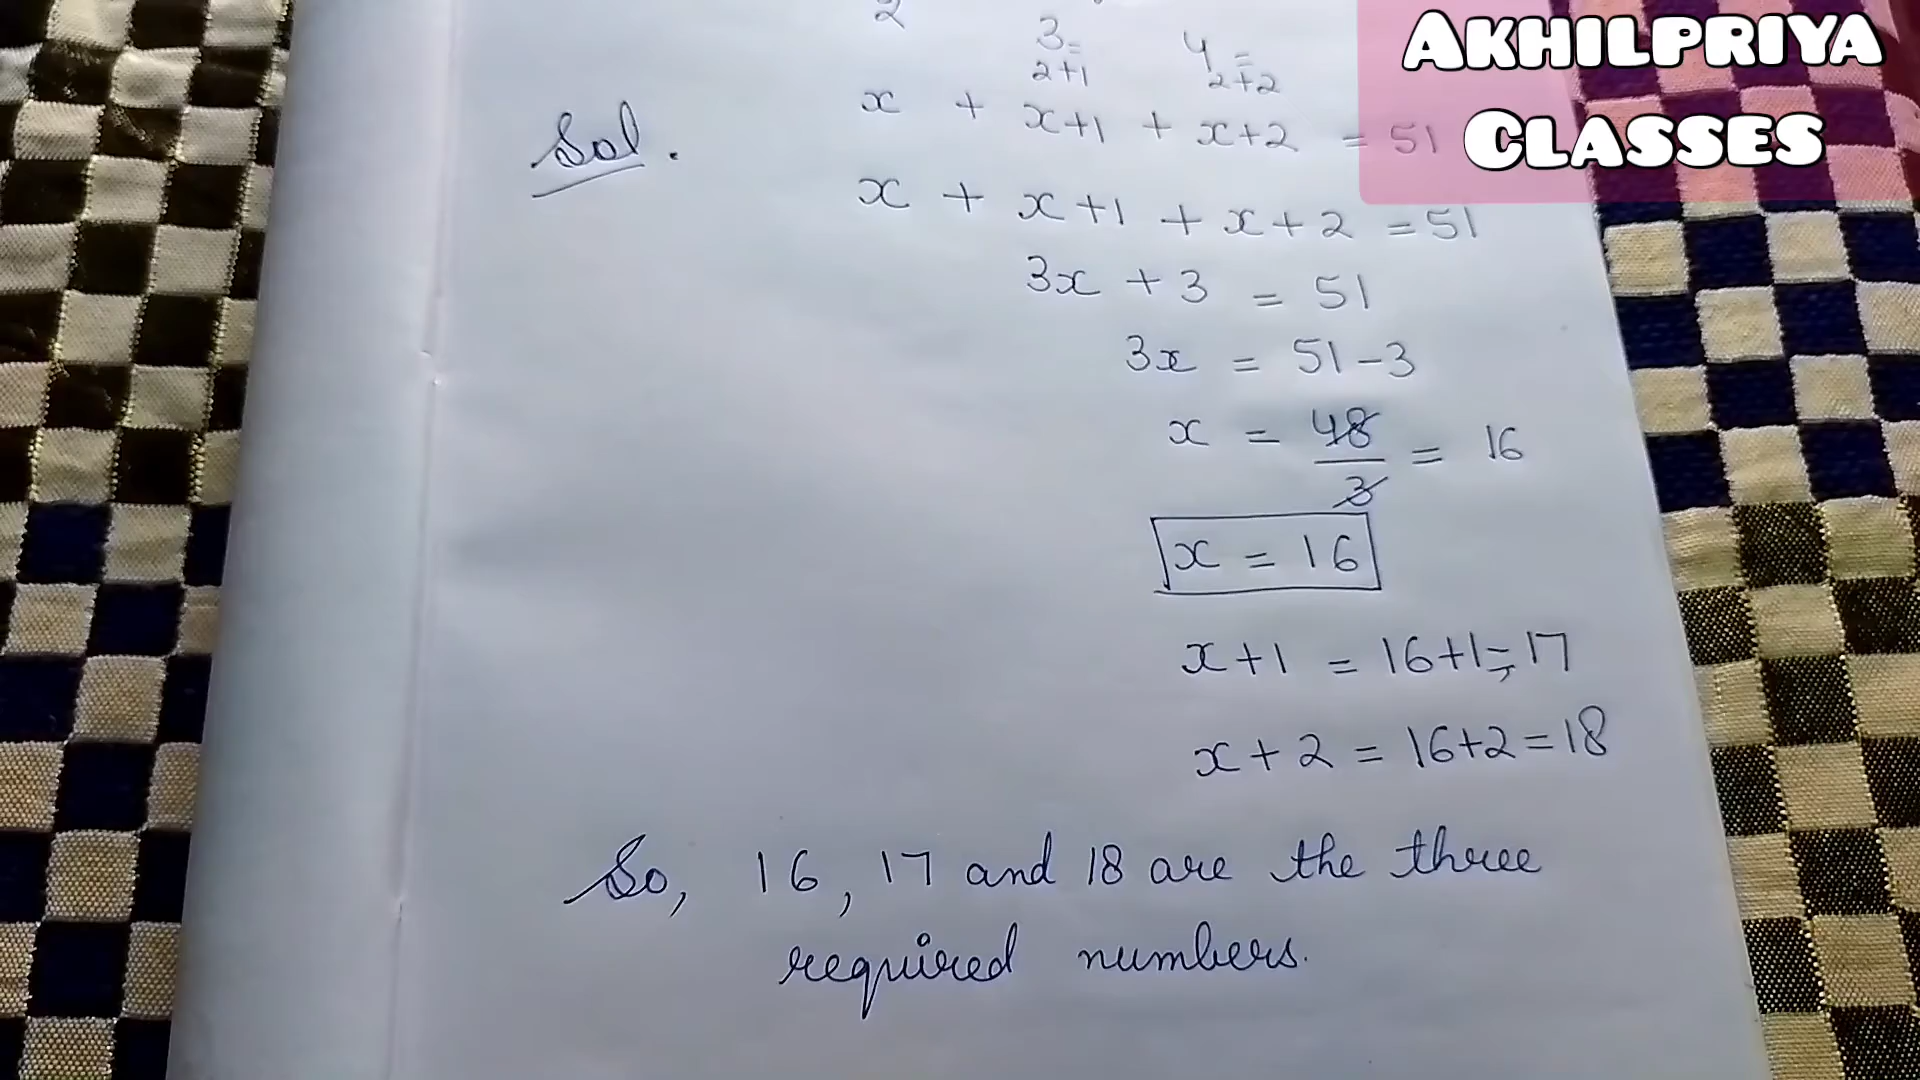 AKHILPRIYA
CLASSES
2
3= 4=
2+1 2+2
Sol. x + x+1 + x+2 = 51
x + x+1 + x+2 = 51
3x + 3 = 51
3x = 51-3
x = 48/3 = 16
x = 16
x+1 = 16+1=17
x+2 = 16+2=18
So, 16, 17 and 18 are the three
required numbers.